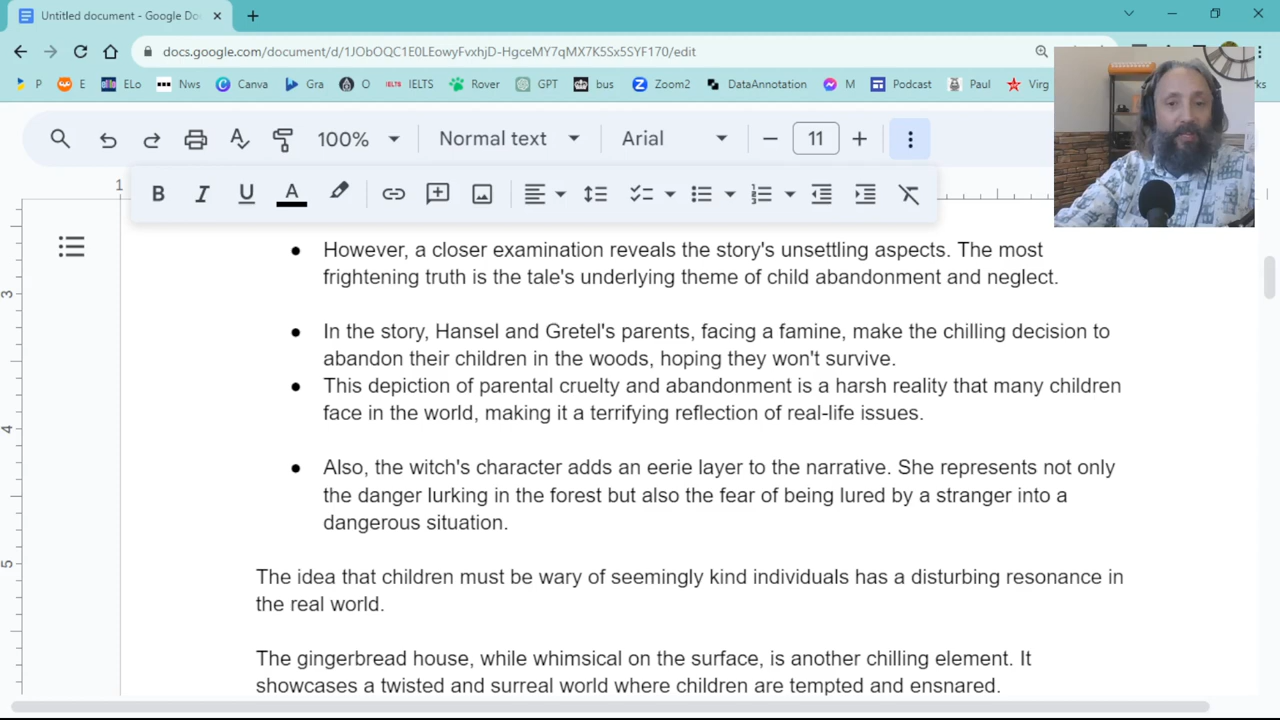 Untitled document - Google Do
docs.google.com/document/d/1JObOQC1E0LEowyFvxhjD-HgceMY7qMX7K5Sx5SYF170/edit
P E ELo Nws Canva Gra O IELTS IELTS Rover GPT bus Zoom2 DataAnnotation M Podcast Paul Virg rks
100% Normal text Arial 11
B I U A
1
3
4
5
● However, a closer examination reveals the story's unsettling aspects. The most
frightening truth is the tale's underlying theme of child abandonment and neglect.
● In the story, Hansel and Gretel's parents, facing a famine, make the chilling decision to
abandon their children in the woods, hoping they won't survive.
● This depiction of parental cruelty and abandonment is a harsh reality that many children
face in the world, making it a terrifying reflection of real-life issues.
● Also, the witch's character adds an eerie layer to the narrative. She represents not only
the danger lurking in the forest but also the fear of being lured by a stranger into a
dangerous situation.
The idea that children must be wary of seemingly kind individuals has a disturbing resonance in
the real world.
The gingerbread house, while whimsical on the surface, is another chilling element. It
showcases a twisted and surreal world where children are tempted and ensnared.